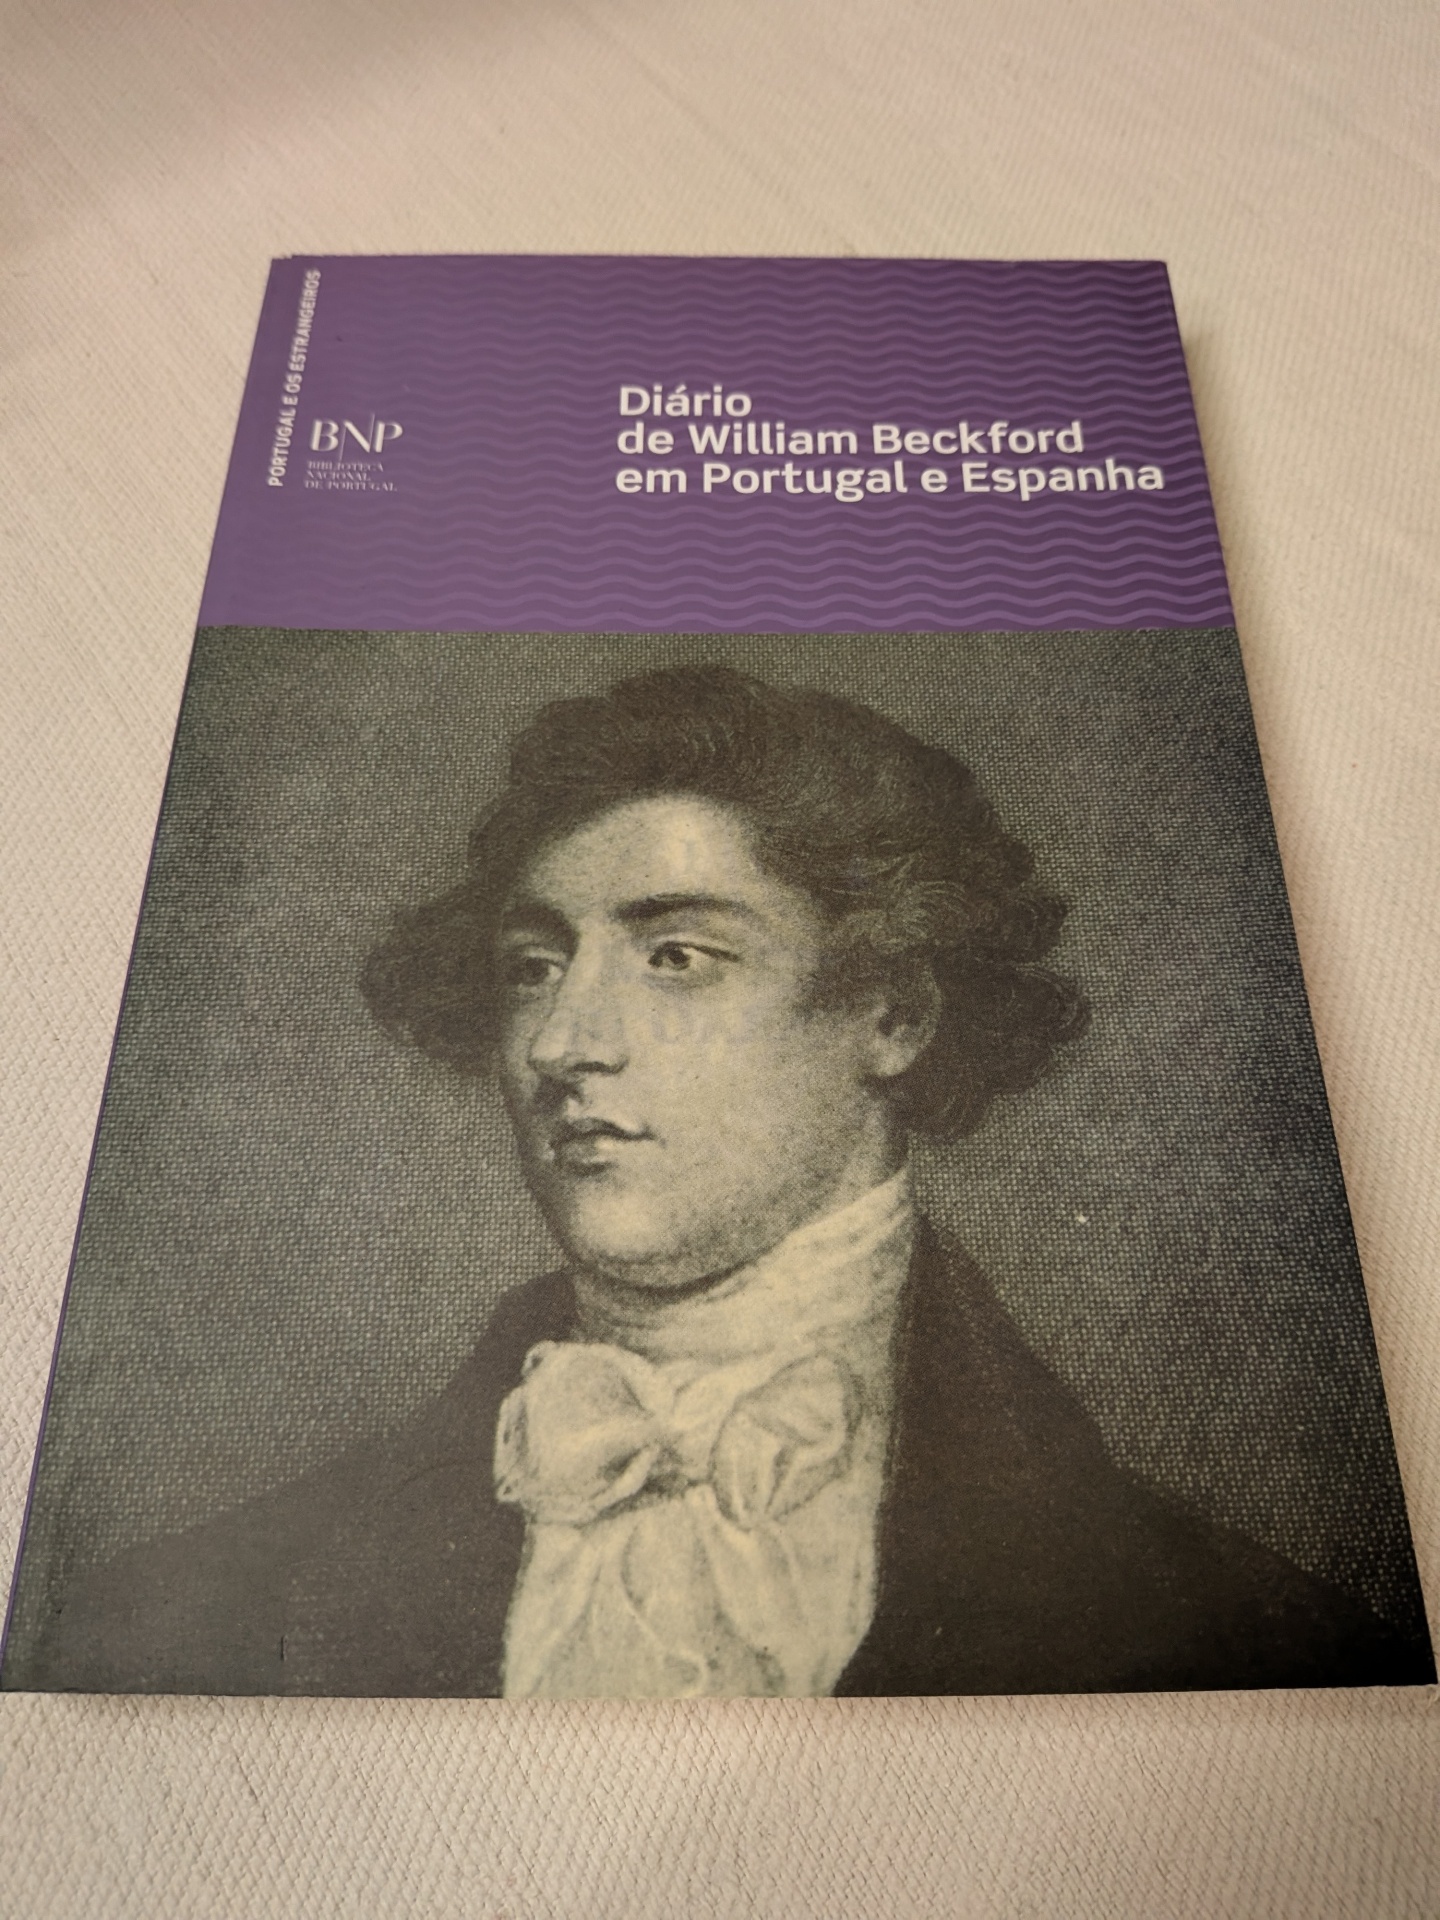 PORTUGAL E OS ESTRANGEIROS
BNP
BIBLIOTECA
NACIONAL
DE PORTUGAL
Diário
de William Beckford
em Portugal e Espanha